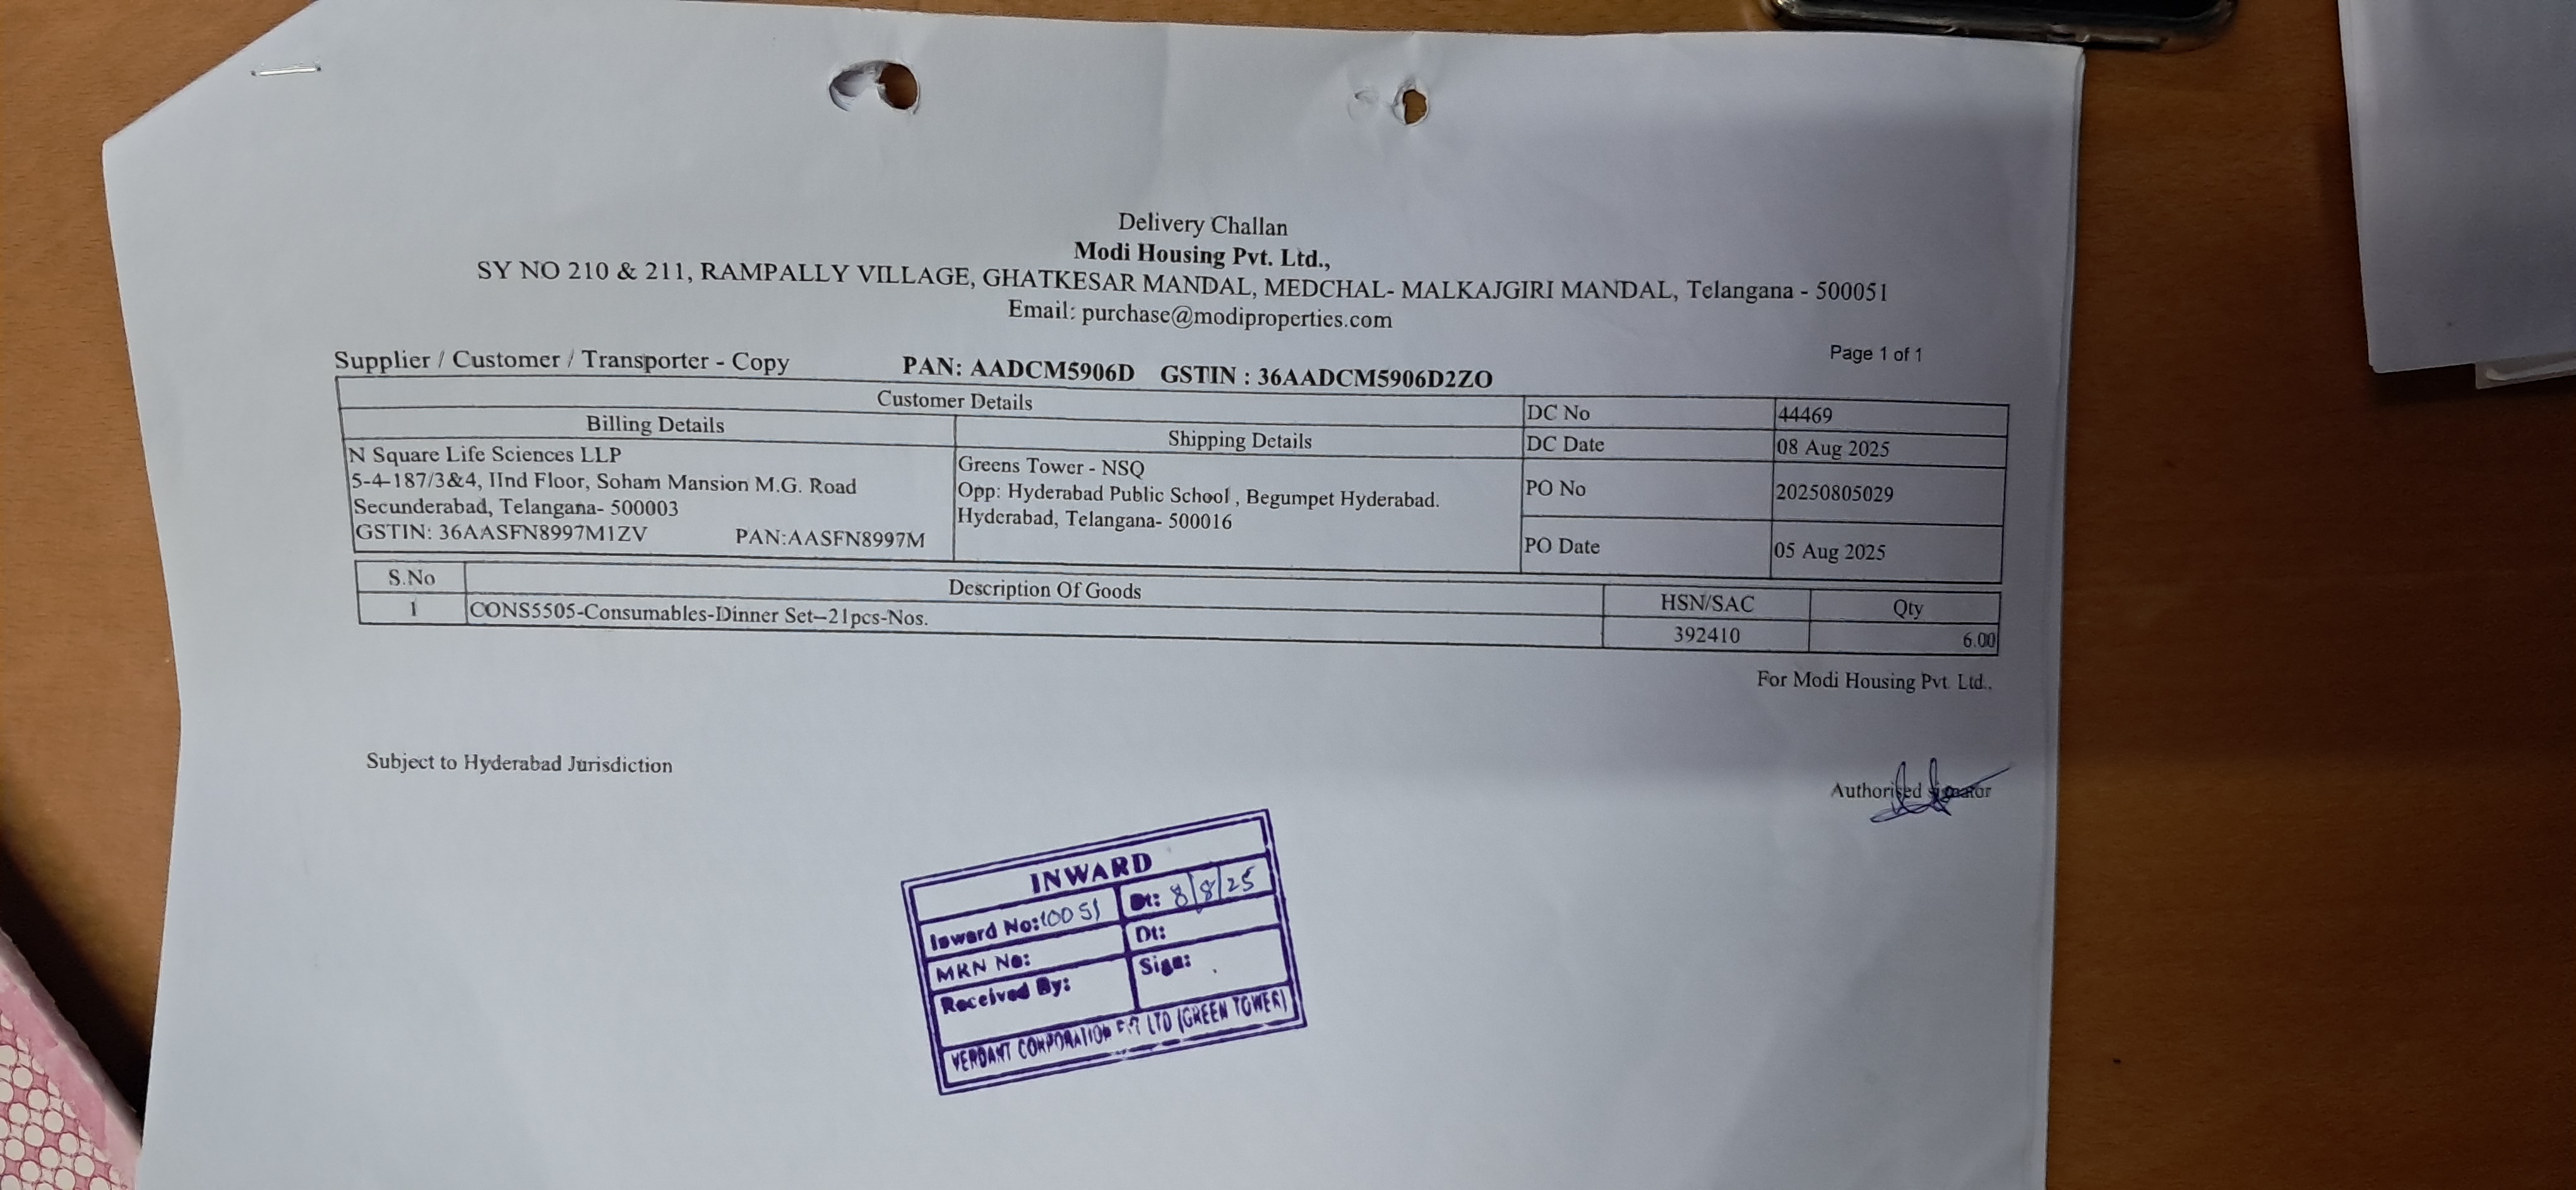 Delivery Challan
Modi Housing Pvt. Ltd.,
SY NO 210 & 211, RAMPALLY VILLAGE, GHATKESAR MANDAL, MEDCHAL- MALKAJGIRI MANDAL, Telangana - 500051
Email: purchase@modiproperties.com
Page 1 of 1
Supplier / Customer / Transporter - Copy PAN: AADCM5906D GSTIN : 36AADCM5906D2ZO
Customer Details
Billing Details
Shipping Details
N Square Life Sciences LLP
5-4-187/3&4, IInd Floor, Soham Mansion M.G. Road
Secunderabad, Telangana- 500003
GSTIN: 36AASFN8997M1ZV PAN:AASFN8997M
Greens Tower - NSQ
Opp: Hyderabad Public School , Begumpet Hyderabad.
Hyderabad, Telangana- 500016
DC No 44469
DC Date 08 Aug 2025
PO No 20250805029
PO Date 05 Aug 2025
S.No Description Of Goods HSN/SAC Qty
1 CONS5505-Consumables-Dinner Set--21pcs-Nos. 392410 6.00
For Modi Housing Pvt. Ltd.,
Subject to Hyderabad Jurisdiction
Authorised signator
INWARD
Inward No: 10051 Dt: 8/8/25
MRN No: Dt:
Received By: Sign:
VERDANT CORPORATION PVT LTD (GREEN TOWER)